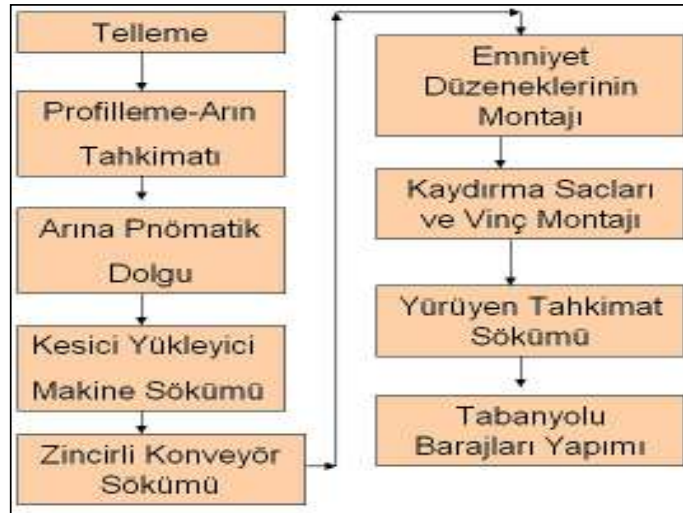 Telleme
Profilleme-Arın
Tahkimatı
Arına Pnömatik
Dolgu
Kesici Yükleyici
Makine Sökümü
Zincirli Konveyör
Sökümü
Emniyet
Düzeneklerinin
Montajı
Kaydırma Sacları
ve Vinç Montajı
Yürüyen Tahkimat
Sökümü
Tabanyolu
Barajları Yapımı